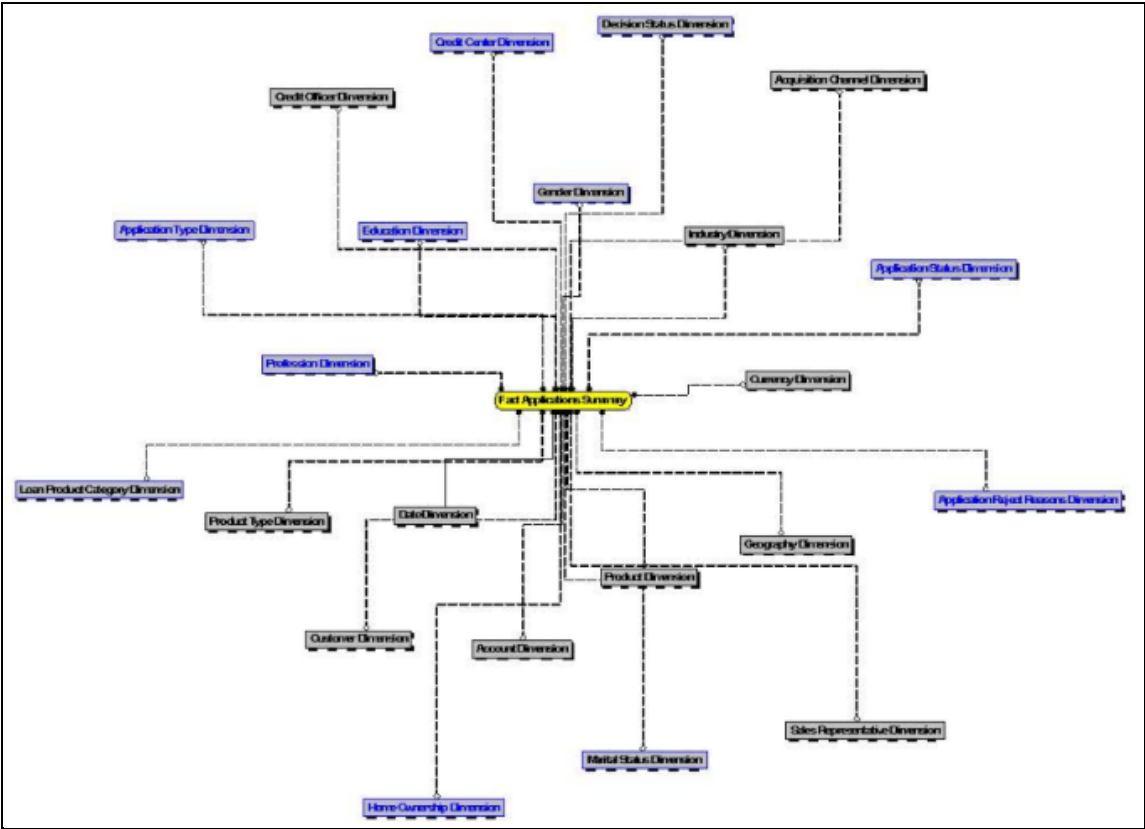 Decision Status Dimension
Credit Center Dimension
Acquisition Channel Dimension
Credit Officer Dimension
Gender Dimension
Application Type Dimension
Education Dimension
Industry Dimension
Application Status Dimension
Profession Dimension
Currency Dimension
Fact Applications Summary
Loan Product Category Dimension
Application Reject Reasons Dimension
Product Type Dimension
Date Dimension
Geography Dimension
Product Dimension
Customer Dimension
Account Dimension
Sales Representative Dimension
Marital Status Dimension
Home Ownership Dimension